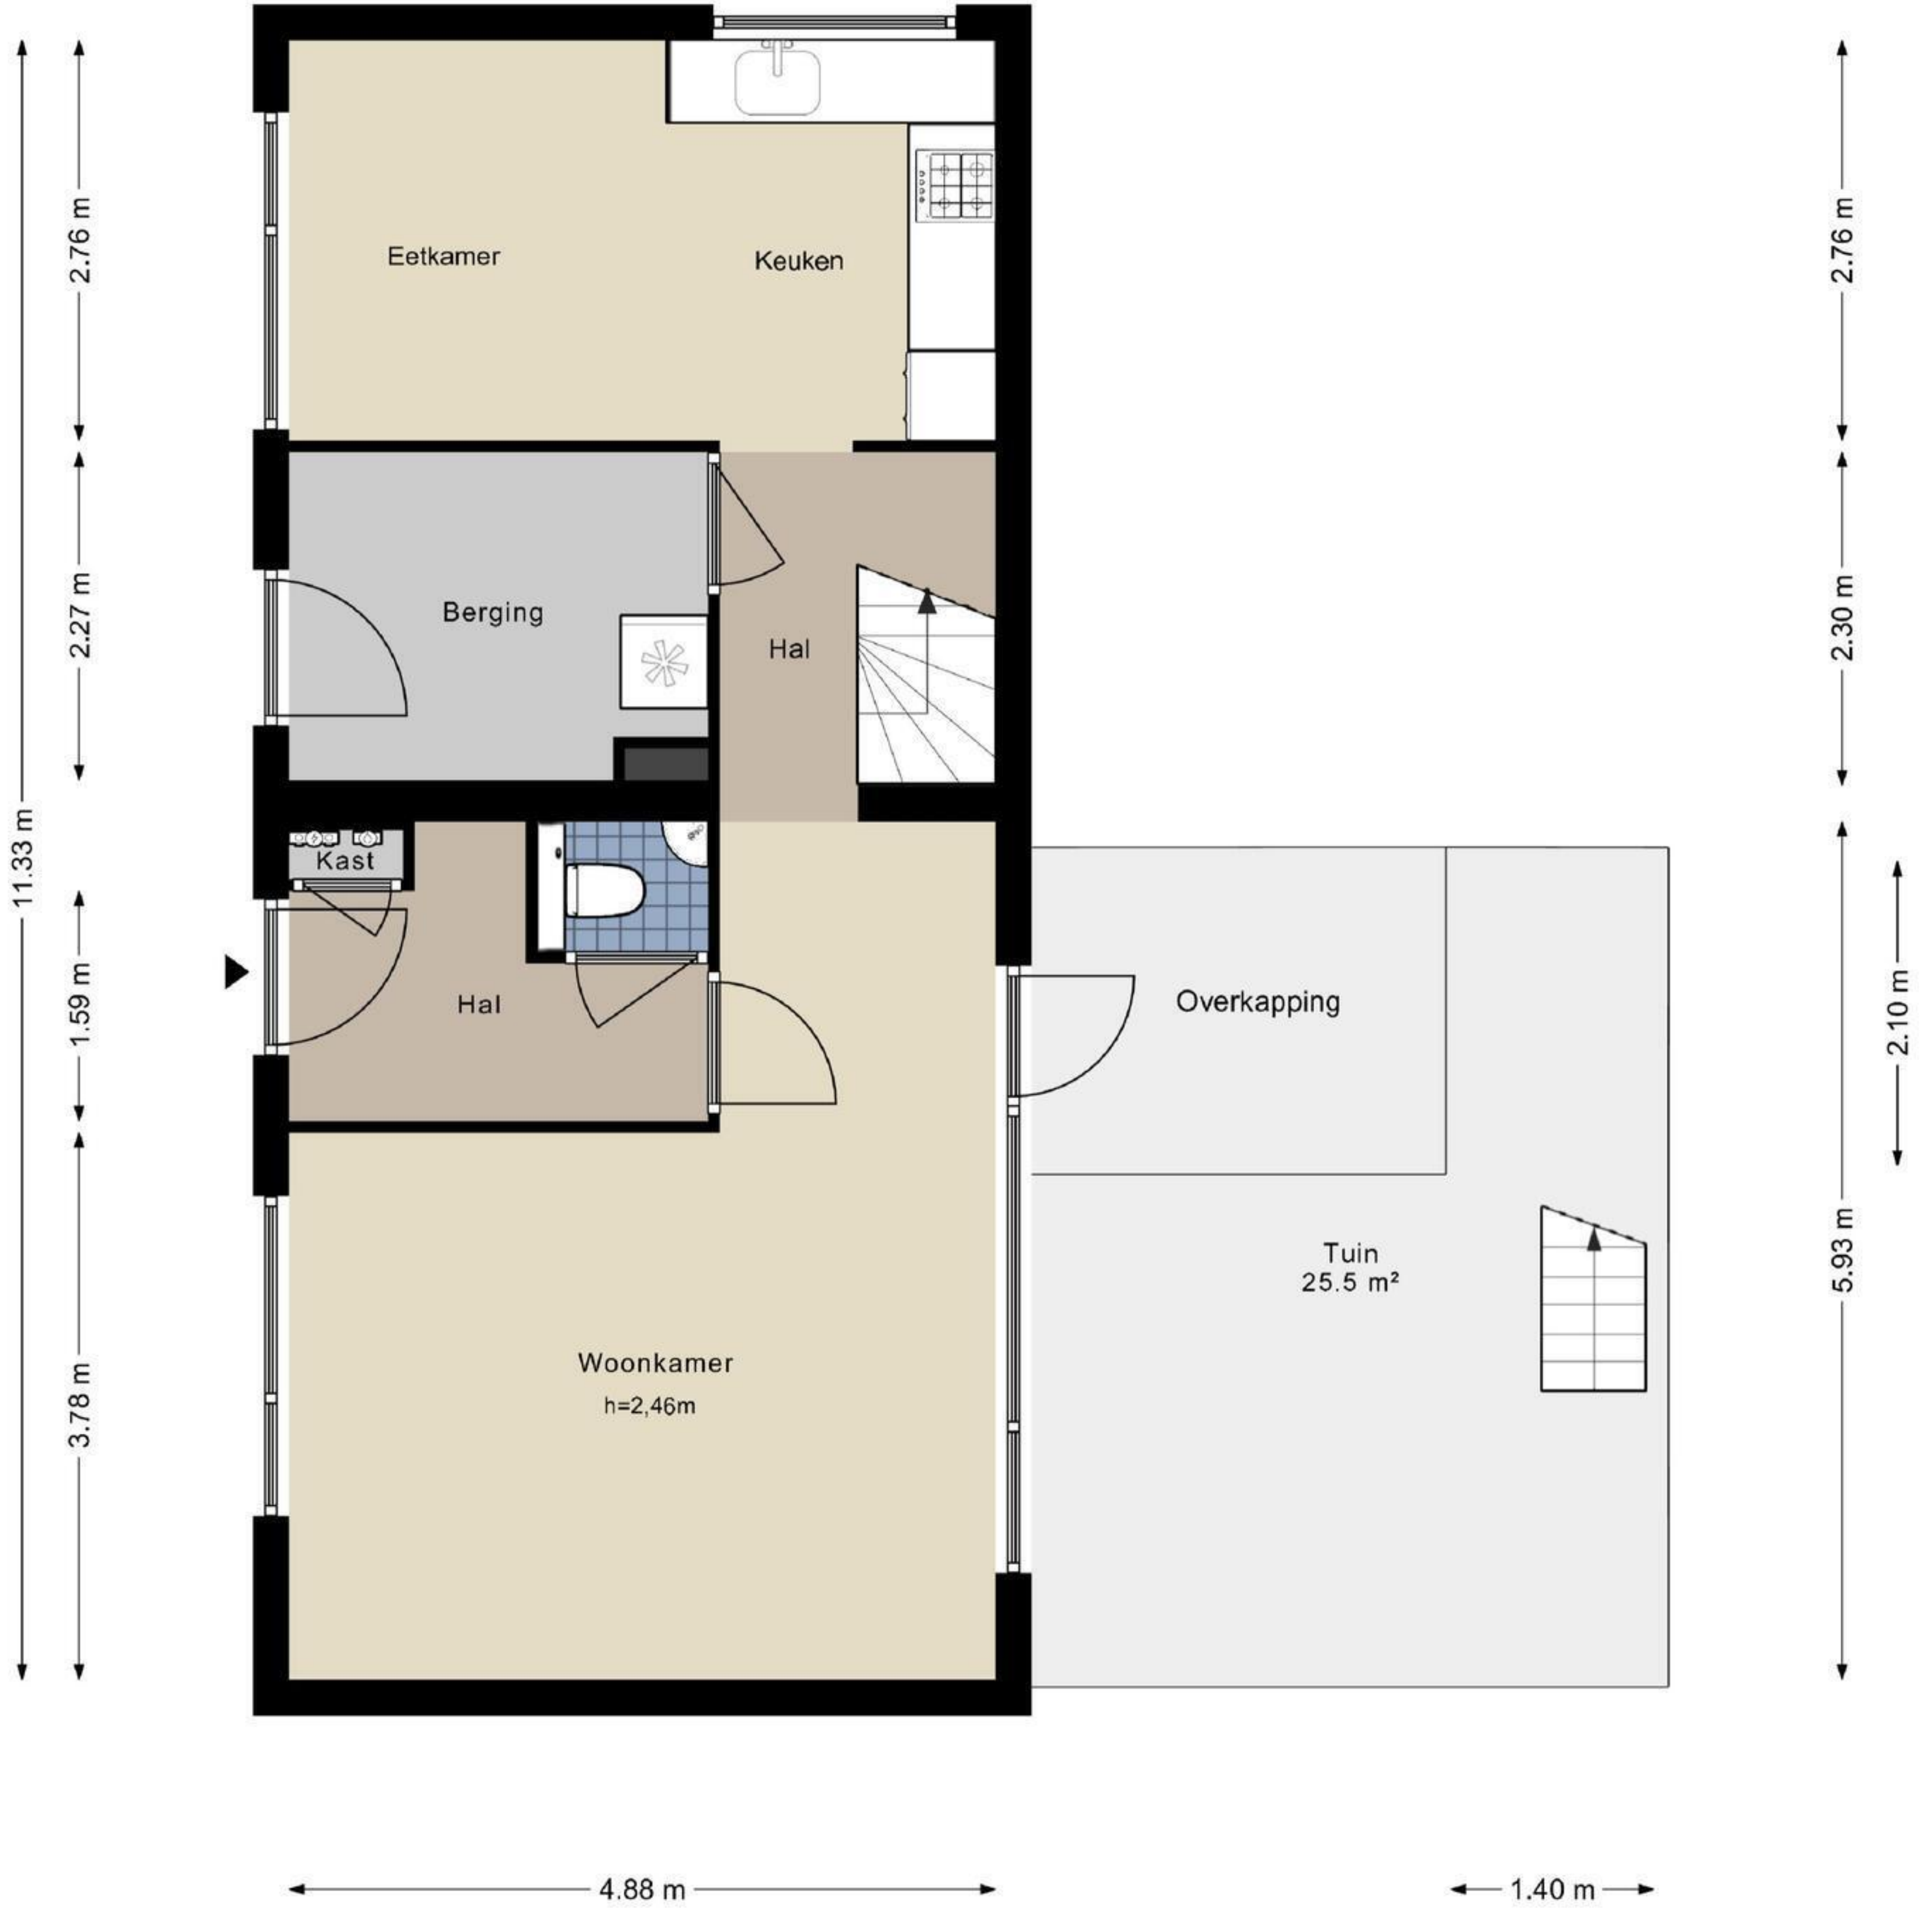 Eetkamer
Keuken
2.76 m
2.76 m
Berging
Hal
2.27 m
2.30 m
11.33 m
Kast
Hal
1.59 m
Overkapping
2.10 m
Tuin
25.5 m²
5.93 m
Woonkamer
h=2,46m
3.78 m
4.88 m
1.40 m